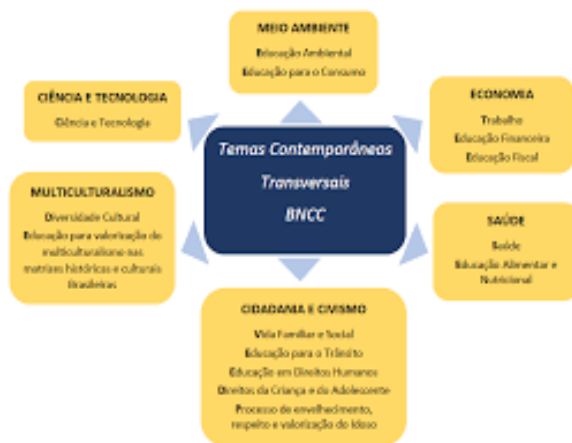 MEIO AMBIENTE
Educação Ambiental
Educação para o Consumo
CIÊNCIA E TECNOLOGIA
Ciência e Tecnologia
ECONOMIA
Trabalho
Educação Financeira
Educação Fiscal
Temas Contemporâneos
Transversais
BNCC
MULTICULTURALISMO
Diversidade Cultural
Educação para valorização do
multiculturalismo nas
matrizes históricas e culturais
Brasileiras
SAÚDE
Saúde
Educação Alimentar e
Nutricional
CIDADANIA E CIVISMO
Vida Familiar e Social
Educação para o Trânsito
Educação em Direitos Humanos
Direitos da Criança e do Adolescente
Processo de envelhecimento,
respeito e valorização do Idoso